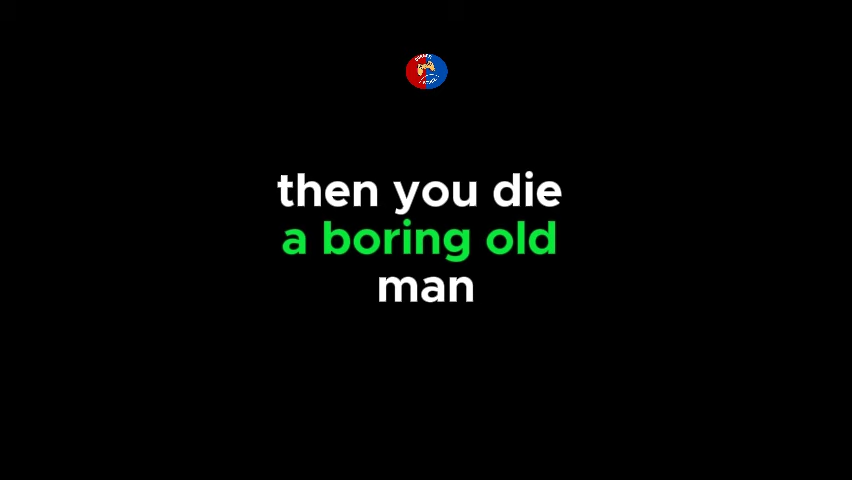 then you die
a boring old
man